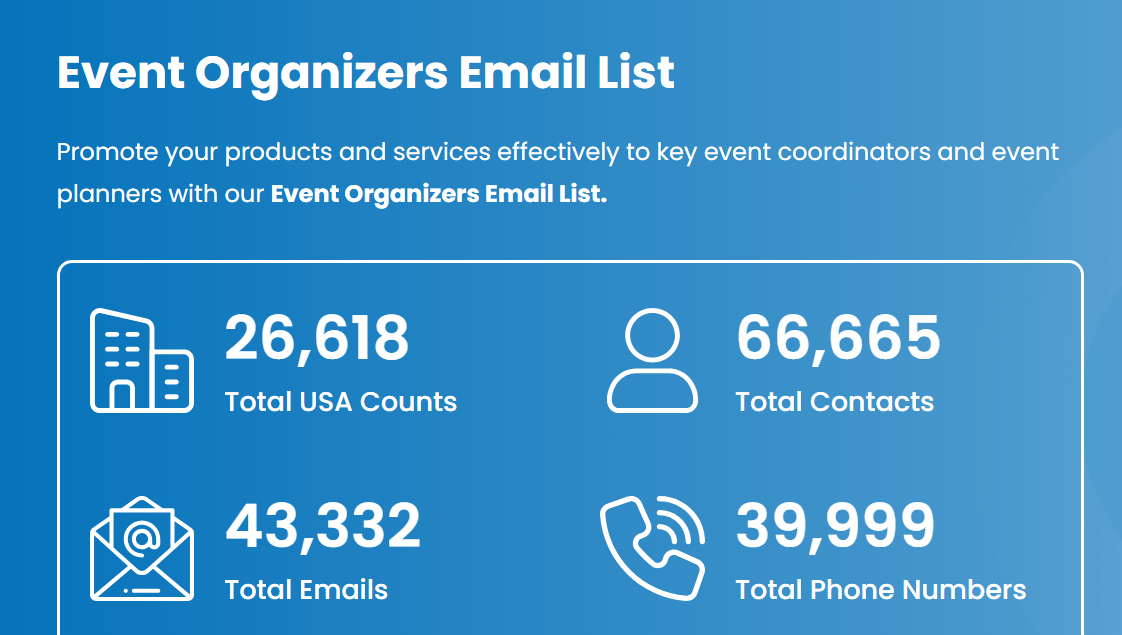 Event Organizers Email List
Promote your products and services effectively to key event coordinators and event
planners with our Event Organizers Email List.
26,618
Total USA Counts
66,665
Total Contacts
43,332
Total Emails
39,999
Total Phone Numbers